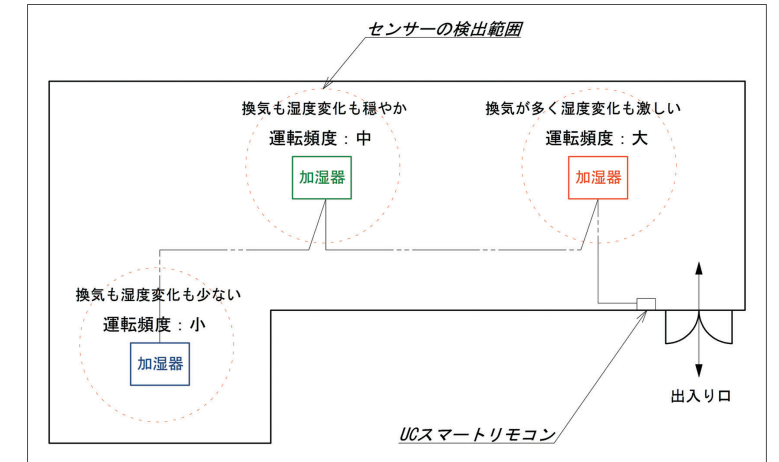 センサーの検出範囲
換気も湿度変化も穏やか
運転頻度：中
加湿器
換気が多く湿度変化も激しい
運転頻度：大
加湿器
換気も湿度変化も少ない
運転頻度：小
加湿器
出入り口
UCスマートリモコン